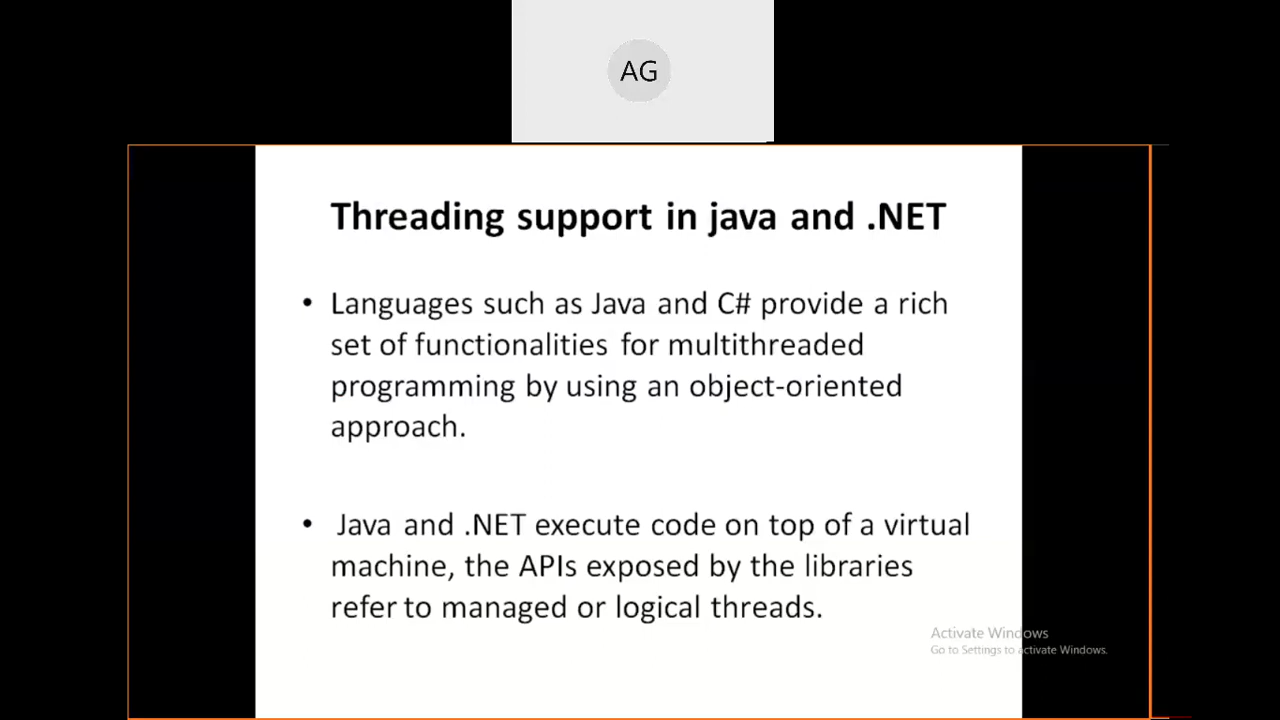 AG
Threading support in java and .NET
• Languages such as Java and C# provide a rich
set of functionalities for multithreaded
programming by using an object-oriented
approach.
• Java and .NET execute code on top of a virtual
machine, the APIs exposed by the libraries
refer to managed or logical threads.
Activate Windows
Go to Settings to activate Windows.